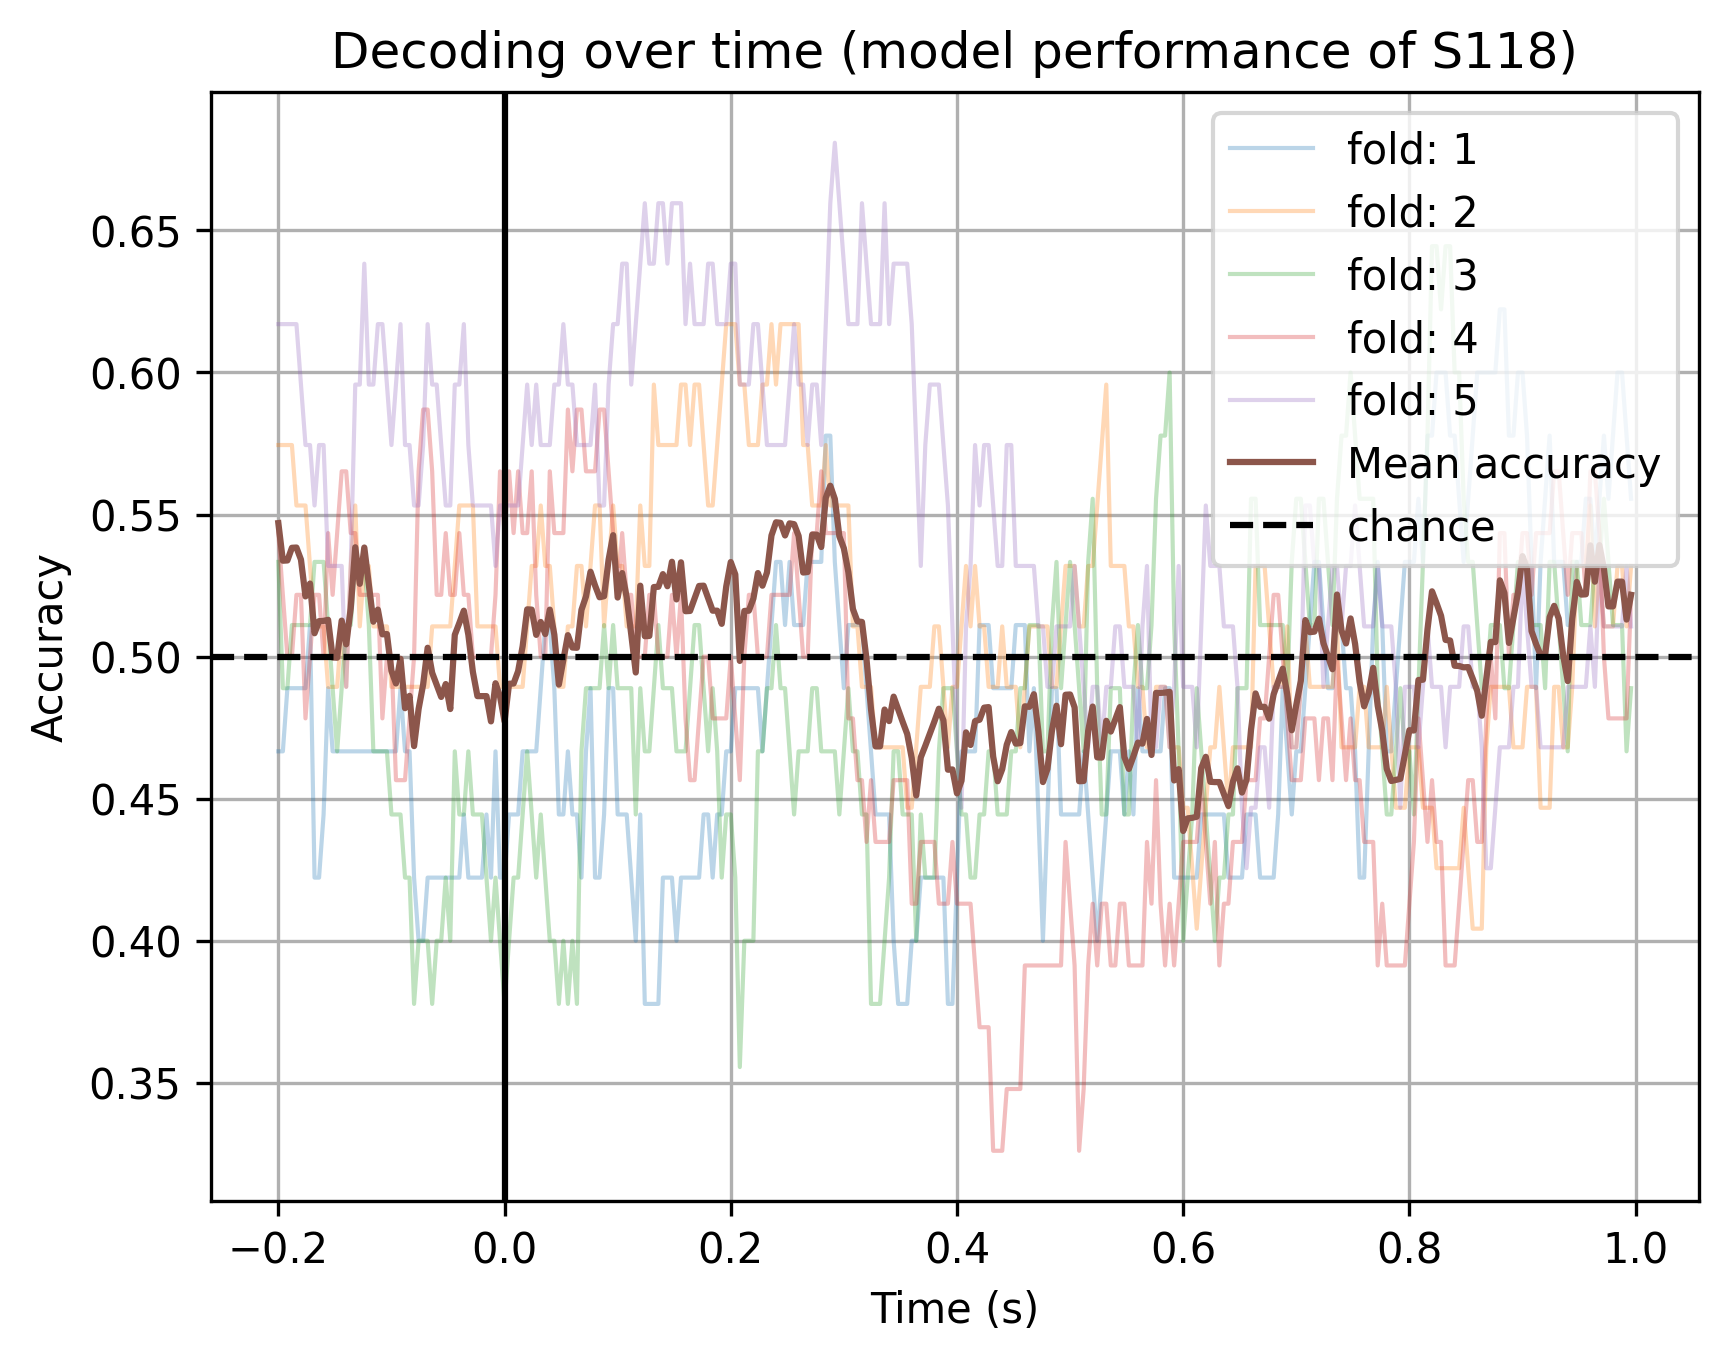 Decoding over time (model performance of S118)
fold: 1
fold: 2
fold: 3
fold: 4
fold: 5
Mean accuracy
chance
Accuracy
0.65
0.60
0.55
0.50
0.45
0.40
0.35
−0.2 0.0 0.2 0.4 0.6 0.8 1.0
Time (s)